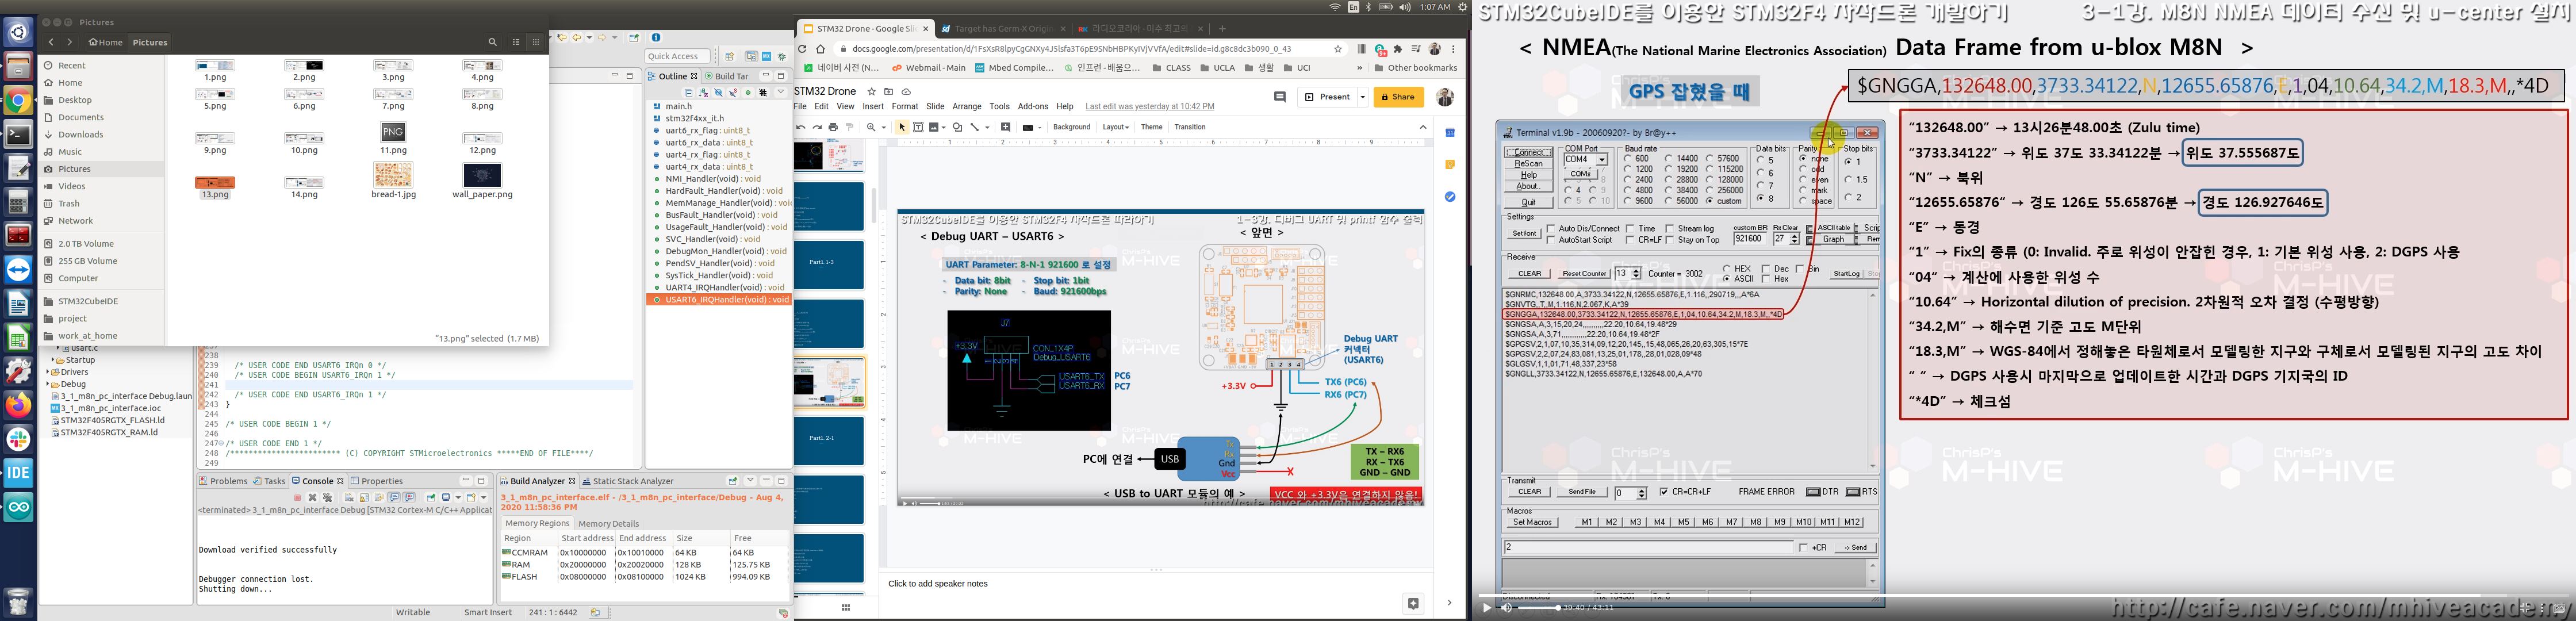 Pictures
En
1:07 AM
Home
Pictures
Recent
Home
Desktop
Documents
Downloads
Music
Pictures
Videos
Trash
Network
2.0 TB Volume
255 GB Volume
Computer
STM32CubeIDE
project
work_at_home
1.png
2.png
3.png
4.png
5.png
6.png
7.png
8.png
9.png
10.png
11.png
12.png
13.png
14.png
bread-1.jpg
wall_paper.png
"13.png" selected (1.7 MB)
Startup
Drivers
Debug
3_1_m8n_pc_interface Debug.laun
3_1_m8n_pc_interface.ioc
STM32F405RGTX_FLASH.ld
STM32F405RGTX_RAM.ld
238
239 /* USER CODE END USART6_IRQn 0 */
240 /* USER CODE BEGIN USART6_IRQn 1 */
241
242 /* USER CODE END USART6_IRQn 1 */
243 }
244
245 /* USER CODE BEGIN 1 */
246
247 /* USER CODE END 1 */
248 /************************ (C) COPYRIGHT STMicroelectronics *****END OF FILE****/
249
Quick Access
Outline
Build Tar
main.h
stm32f4xx_it.h
uart6_rx_flag : uint8_t
uart6_rx_data : uint8_t
uart4_rx_flag : uint8_t
uart4_rx_data : uint8_t
NMI_Handler(void) : void
HardFault_Handler(void) : void
MemManage_Handler(void) : void
BusFault_Handler(void) : void
UsageFault_Handler(void) : void
SVC_Handler(void) : void
DebugMon_Handler(void) : void
PendSV_Handler(void) : void
SysTick_Handler(void) : void
UART4_IRQHandler(void) : void
USART6_IRQHandler(void) : void
Problems
Tasks
Console
Properties
<terminated> 3_1_m8n_pc_interface Debug [STM32 Cortex-M C/C++ Applicat
Download verified successfully
Debugger connection lost.
Shutting down...
Build Analyzer
Static Stack Analyzer
3_1_m8n_pc_interface.elf - /3_1_m8n_pc_interface/Debug - Aug 4,
2020 11:58:36 PM
Memory Regions
Memory Details
Region Start address End address Size Free
CCMRAM 0x10000000 0x10010000 64 KB 64 KB
RAM 0x20000000 0x20020000 128 KB 125.75 KB
FLASH 0x08000000 0x08100000 1024 KB 994.09 KB
Writable
Smart Insert
241 : 1 : 6442
IDE
STM32 Drone - Google Sli
Target has Germ-X Origi
라디오코리아 - 미주 최고의
docs.google.com/presentation/d/1FsXsR8lpyCgGNXy4J5lsfa3T6pE9SNbHBPKyIVjVVfA/edit#slide=id.g8c8dc3b090_0_43
네이버 사전 (N...
Webmail - Main
Mbed Compile...
인프런 - 배움으...
CLASS
UCLA
생활
UCI
Other bookmarks
STM32 Drone
File Edit View Insert Format Slide Arrange Tools Add-ons Help
Last edit was yesterday at 10:42 PM
Present
Share
Background
Layout
Theme
Transition
Part1. 1-3
Part1. 2-1
STM32CubeIDE를 이용한 STM32F4 자작드론 따라하기
1-3강. 디버그 UART 위 printf 함수 출력
< Debug UART – USART6 >
UART Parameter: 8-N-1 921600 로 설정
- Data bit: 8bit - Stop bit: 1bit
- Parity: None - Baud: 921600bps
J7
+3.3V
CON_1X4P
Debug_USART6
USART6_TX PC6
USART6_RX PC7
< 앞면 >
Debug UART
커넥터
(USART6)
1 2 3 4
+3.3V
TX6 (PC6)
RX6 (PC7)
PC에 연결
USB
Tx
Rx
Gnd
Vcc
TX – RX6
RX – TX6
GND – GND
< USB to UART 모듈의 예 >
VCC 와 +3.3V은 연결하지 않음!
http://cafe.naver.com/mhiveacademy
Click to add speaker notes
STM32CubeIDE를 이용한 STM32F4 자작드론 개발하기
3-1강. M8N NMEA 데이터 수신 및 u-center 설치
< NMEA(The National Marine Electronics Association) Data Frame from u-blox M8N >
GPS 잡혔을 때
$GNGGA,132648.00,3733.34122,N,12655.65876,E,1,04,10.64,34.2,M,18.3,M,,*4D
Terminal v1.9b - 20060920? - by Br@y++
Connect
ReScan
Help
About..
Quit
COM Port
COM4
COMs
Baud rate
600 14400 57600
1200 19200 115200
2400 28800 128000
4800 38400 256000
9600 56000 custom
Data bits
5
6
7
8
Parity
none
odd
even
mark
space
Stop bits
1
1.5
2
Settings
Set font
Auto Dis/Connect
Time
Stream log
AutoStart Script
CR=LF
Stay on Top
custom BR
921600
Rx Clear
27
ASCII table
Graph
Receive
CLEAR
Reset Counter
13
Counter = 3002
HEX
ASCII
Dec
Hex
Bin
StartLog
$GNRMC,132648.00,A,3733.34122,N,12655.65876,E,1.116,,290719,,,A*6A
$GNVTG,,T,,M,1.116,N,2.067,K,A*39
$GNGGA,132648.00,3733.34122,N,12655.65876,E,1,04,10.64,34.2,M,18.3,M,,*4D
$GNGSA,A,3,15,20,24,,,,,,,,,,22.20,10.64,19.48*29
$GNGSA,A,3,71,,,,,,,,,,,,22.20,10.64,19.48*2F
$GPGSV,2,1,07,10,35,314,09,12,20,145,,15,48,065,26,20,63,305,15*7E
$GPGSV,2,2,07,24,83,081,13,25,01,178,,28,01,028,09*48
$GLGSV,1,1,01,71,48,337,23*58
$GNGLL,3733.34122,N,12655.65876,E,132648.00,A,A*70
Transmit
CLEAR
Send File
0
CR=CR+LF
FRAME ERROR
DTR
RTS
Macros
Set Macros
M1 M2 M3 M4 M5 M6 M7 M8 M9 M10 M11 M12
2
+CR
-> Send
39:40 / 43:11
“132648.00” → 13시26분48.00초 (Zulu time)
“3733.34122” → 위도 37도 33.34122분 → 위도 37.555687도
“N” → 북위
“12655.65876” → 경도 126도 55.65876분 → 경도 126.927646도
“E” → 동경
“1” → Fix의 종류 (0: Invalid. 주로 위성이 안잡힌 경우, 1: 기본 위성 사용, 2: DGPS 사용
“04” → 계산에 사용한 위성 수
“10.64” → Horizontal dilution of precision. 2차원적 오차 결정 (수평방향)
“34.2,M” → 해수면 기준 고도 M단위
“18.3,M” → WGS-84에서 정해놓은 타원체로서 모델링한 지구와 구체로서 모델링된 지구의 고도 차이
“ “ → DGPS 사용시 마지막으로 업데이트한 시간과 DGPS 기지국의 ID
“*4D” → 체크섬
ChrisP's
M-HIVE
http://cafe.naver.com/mhiveacademy